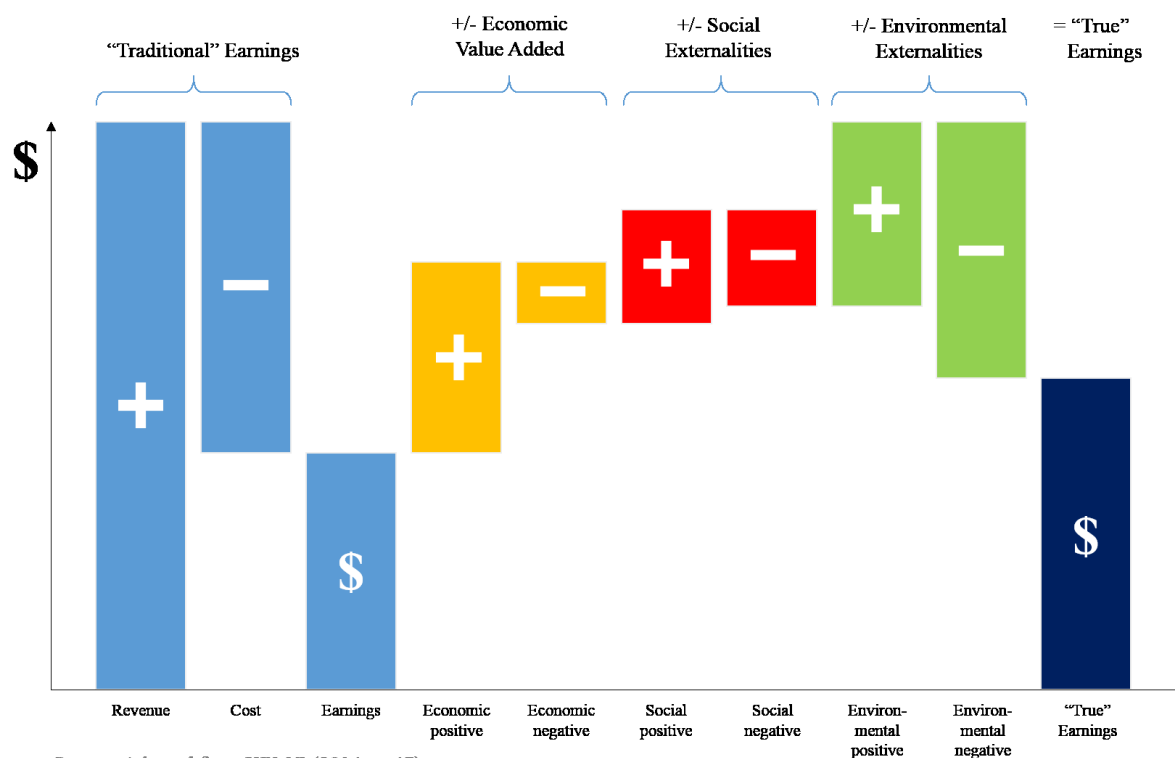 "Traditional" Earnings
+/- Economic
Value Added
+/- Social
Externalities
+/- Environmental
Externalities
= "True"
Earnings
$
+
−
$
+
−
+
−
+
−
$
Revenue
Cost
Earnings
Economic
positive
Economic
negative
Social
positive
Social
negative
Environ-
mental
positive
Environ-
mental
negative
"True"
Earnings